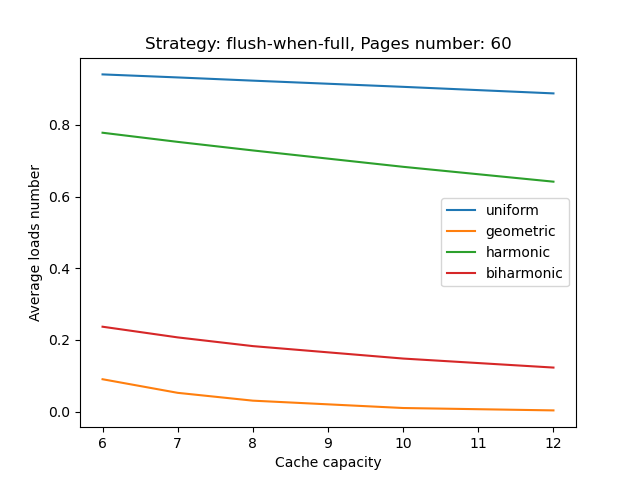 Strategy: flush-when-full, Pages number: 60
Average loads number
0.8
0.6
0.4
0.2
0.0
uniform
geometric
harmonic
biharmonic
6 7 8 9 10 11 12
Cache capacity